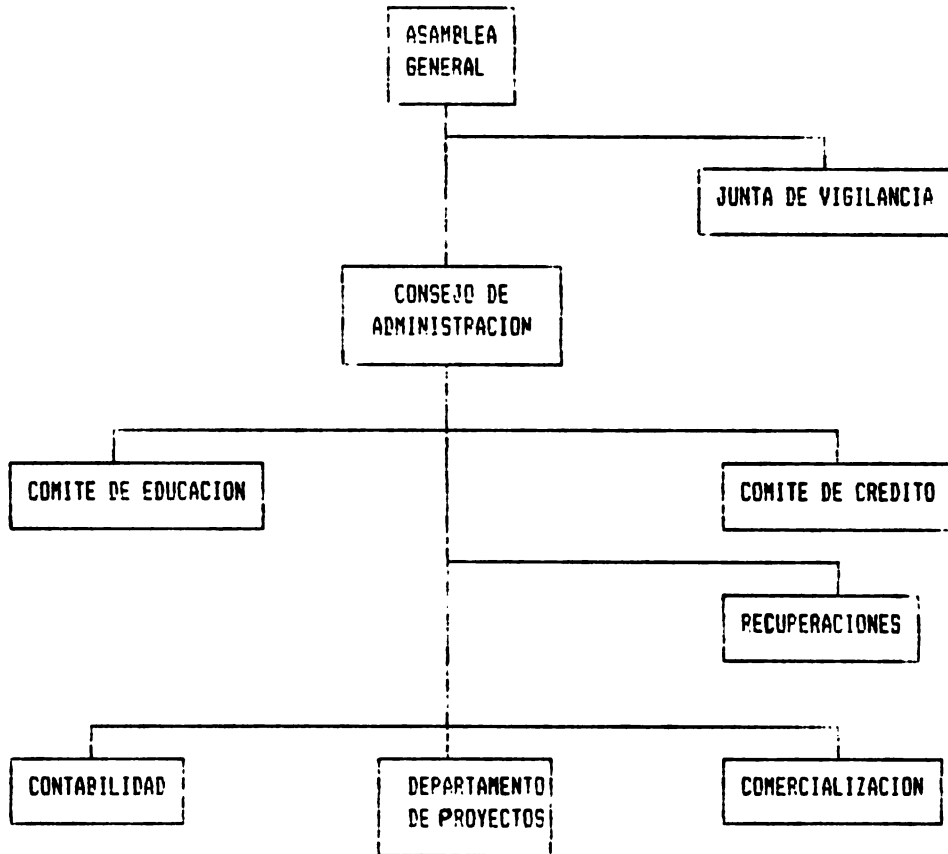 ASAMBLEA
GENERAL
JUNTA DE VIGILANCIA
CONSEJO DE
ADMINISTRACION
COMITE DE EDUCACION
COMITE DE CREDITO
RECUPERACIONES
CONTABILIDAD
DEPARTAMENTO
DE PROYECTOS
COMERCIALIZACION